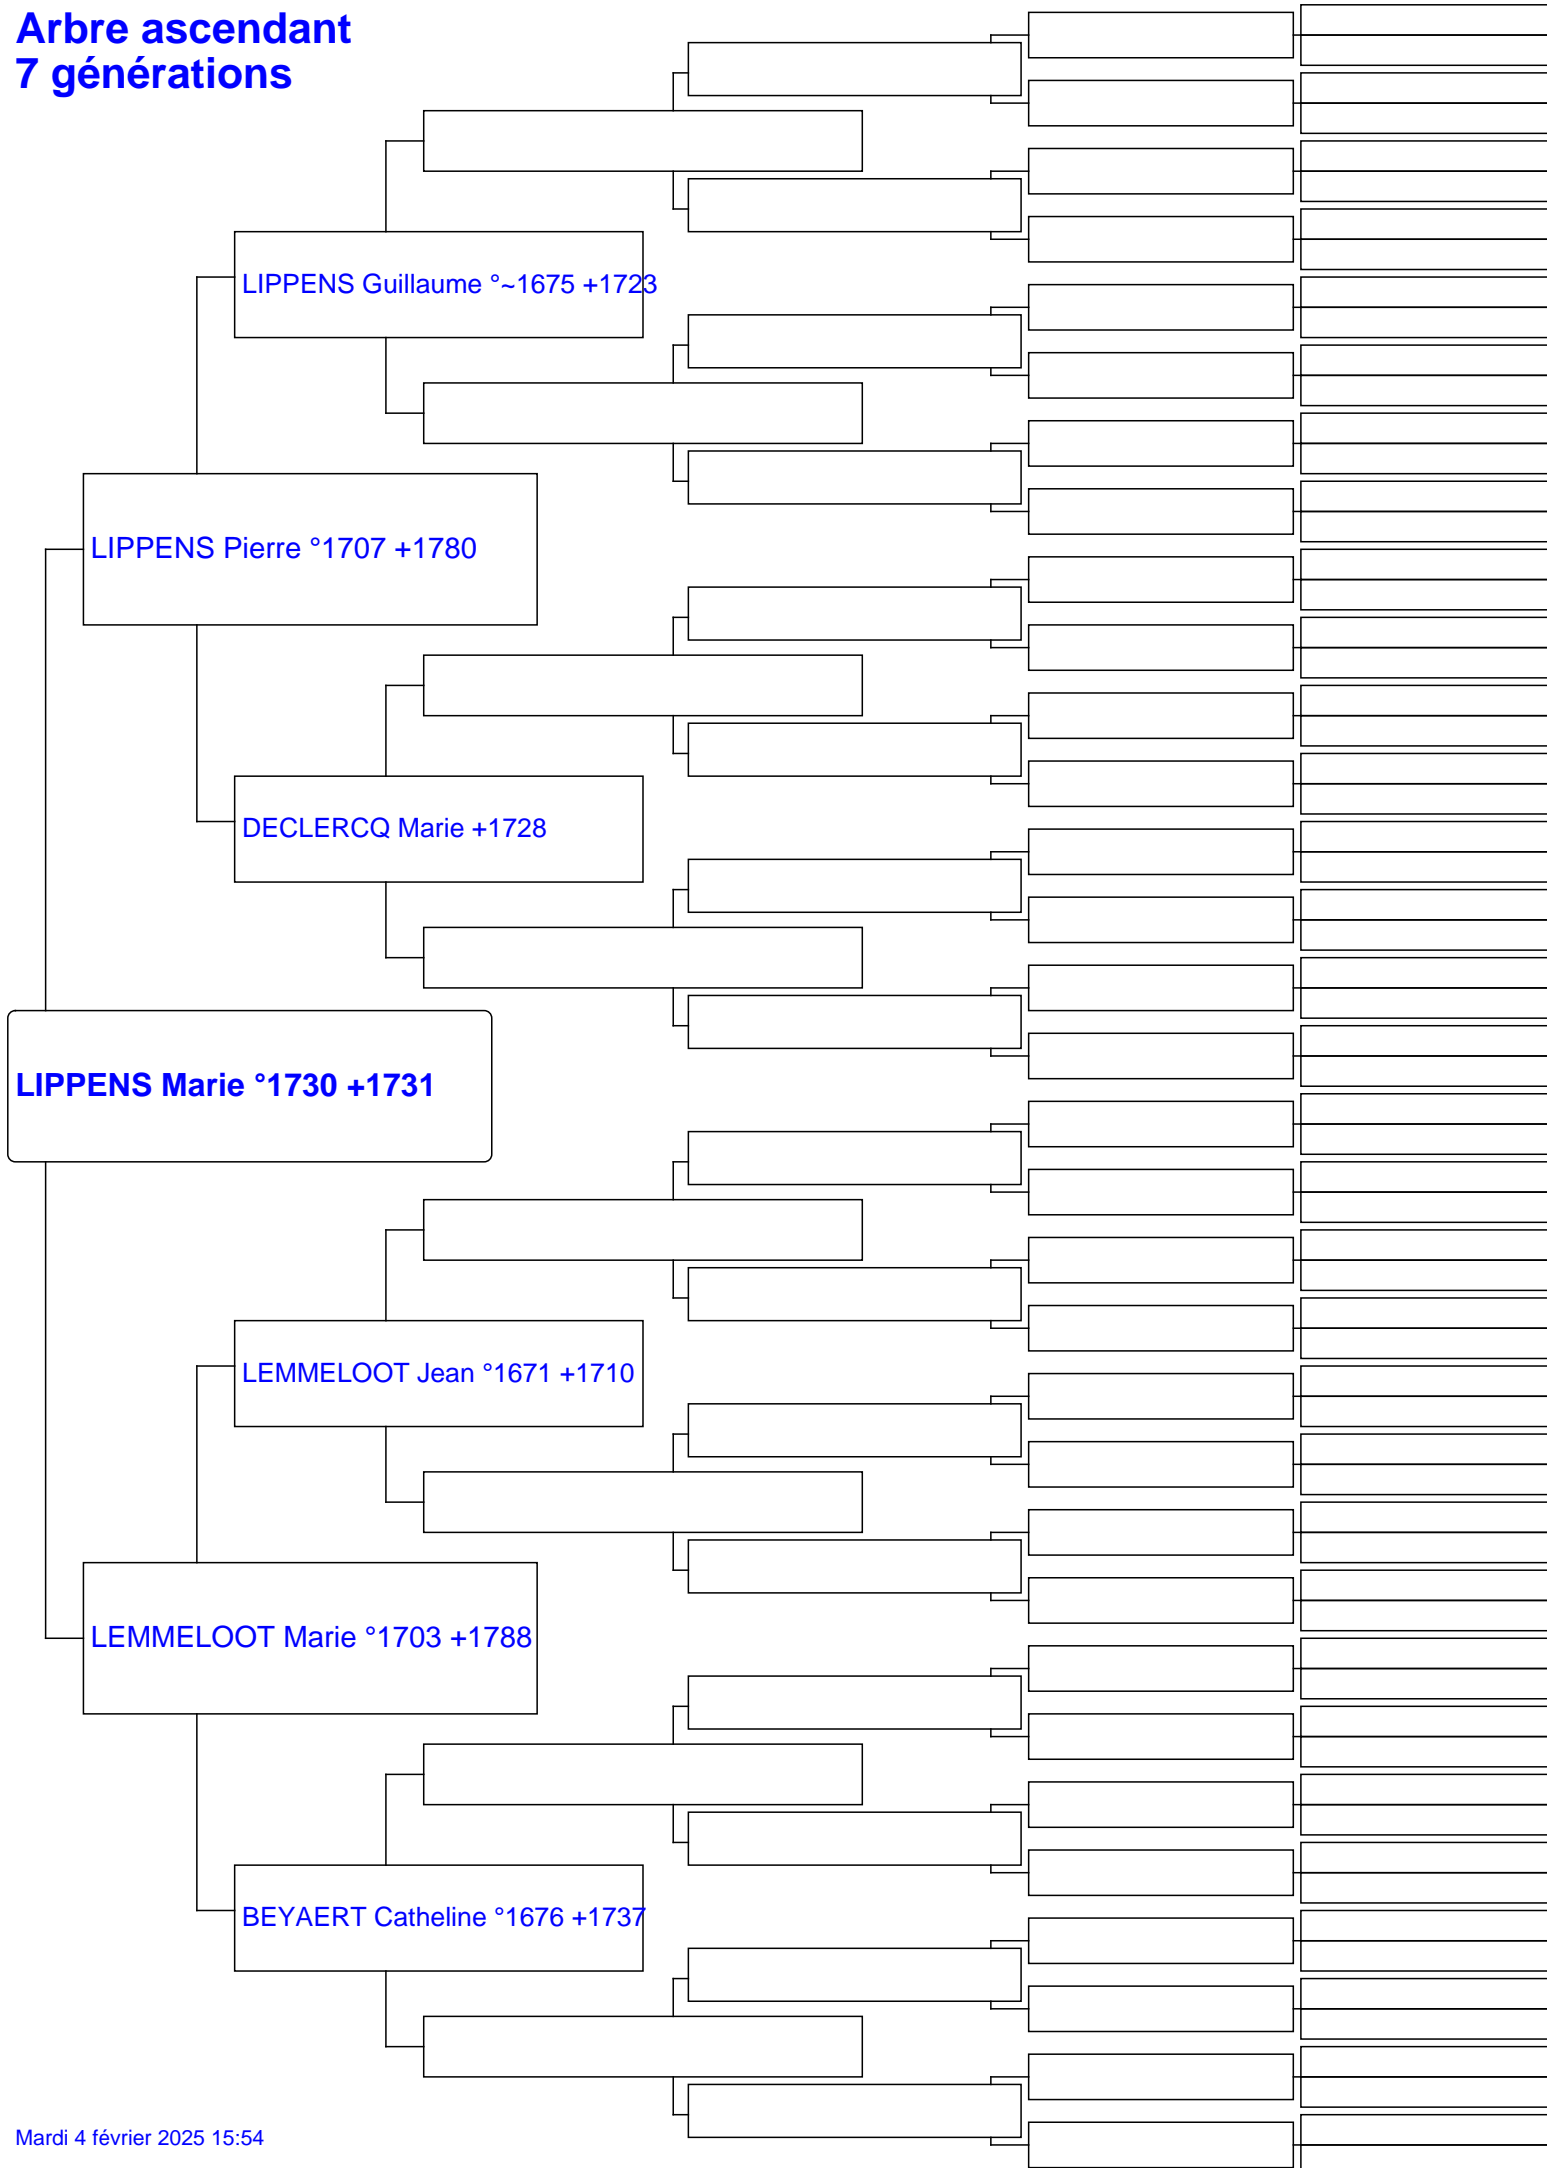 Arbre ascendant
7 générations
LIPPENS Guillaume °~1675 +1723
LIPPENS Pierre °1707 +1780
DECLERCQ Marie +1728
LIPPENS Marie °1730 +1731
LEMMELOOT Jean °1671 +1710
LEMMELOOT Marie °1703 +1788
BEYAERT Catheline °1676 +1737
Mardi 4 février 2025 15:54